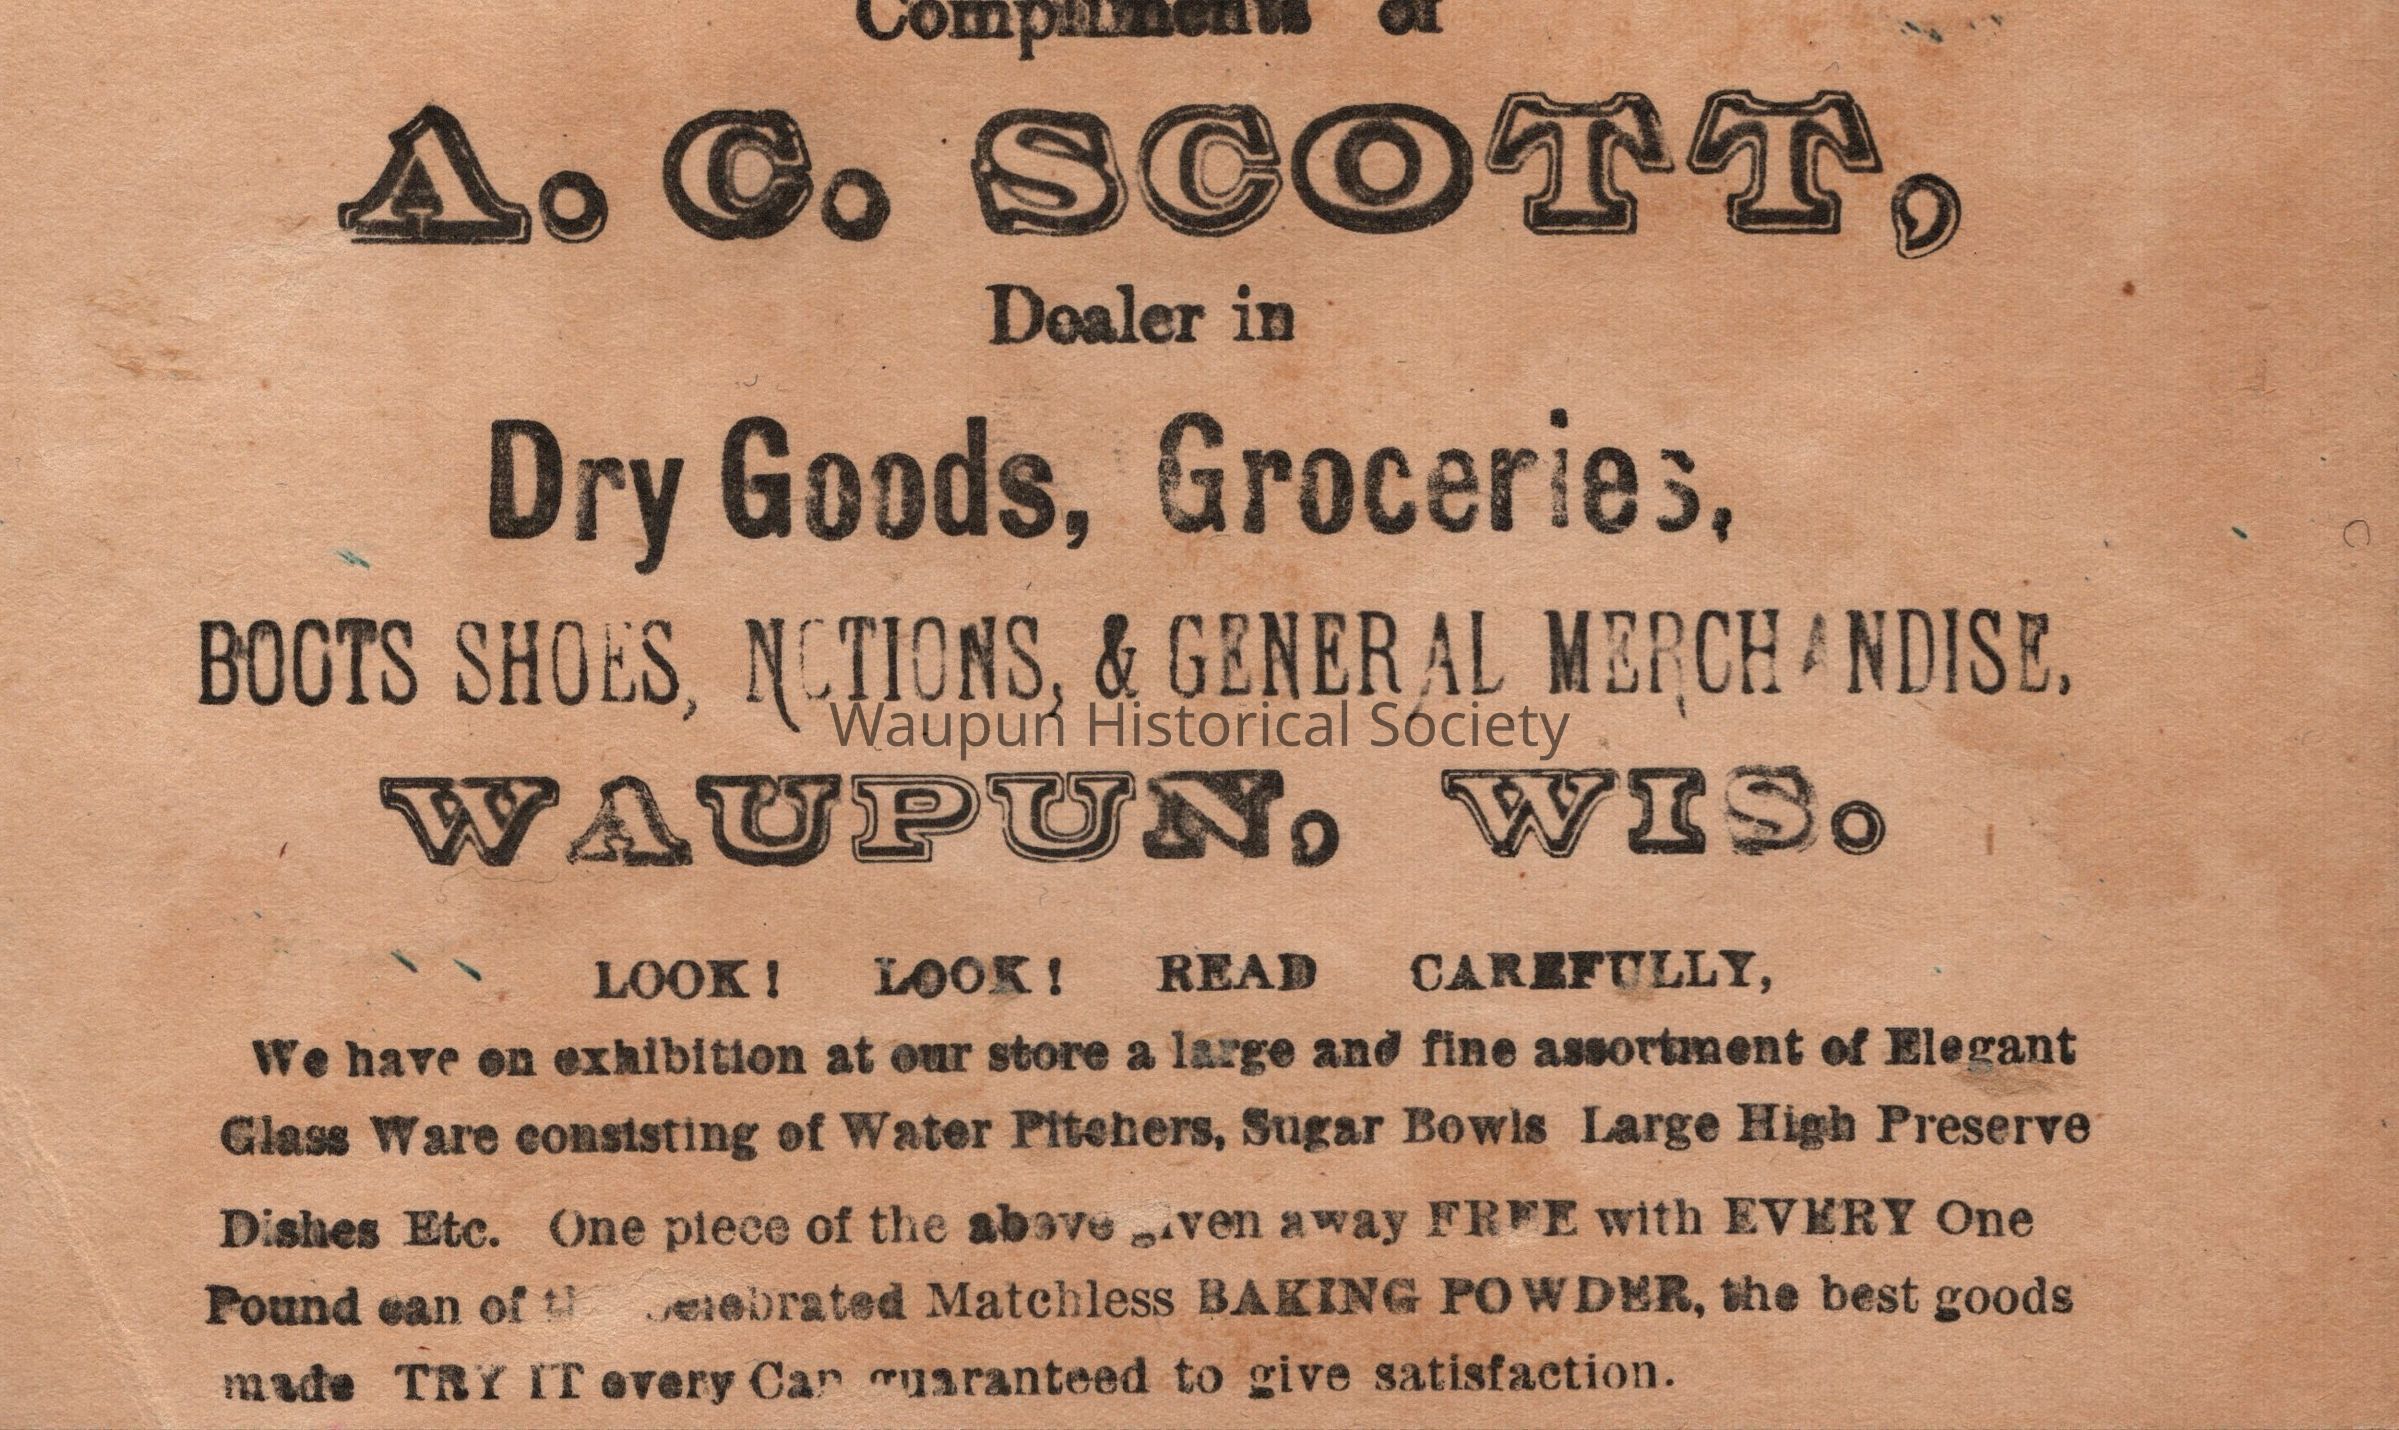 Compliments of
A. C. SCOTT,
Dealer in
Dry Goods, Groceries,
BOOTS SHOES, NOTIONS, & GENERAL MERCHANDISE,
Waupun Historical Society
WAUPUN, WIS.
LOOK! LOOK! READ CAREFULLY,
We have on exhibition at our store a large and fine assortment of Elegant
Glass Ware consisting of Water Pitchers, Sugar Bowls Large High Preserve
Dishes Etc. One piece of the above given away FREE with EVERY One
Pound can of the celebrated Matchless BAKING POWDER, the best goods
made TRY IT every Can guaranteed to give satisfaction.